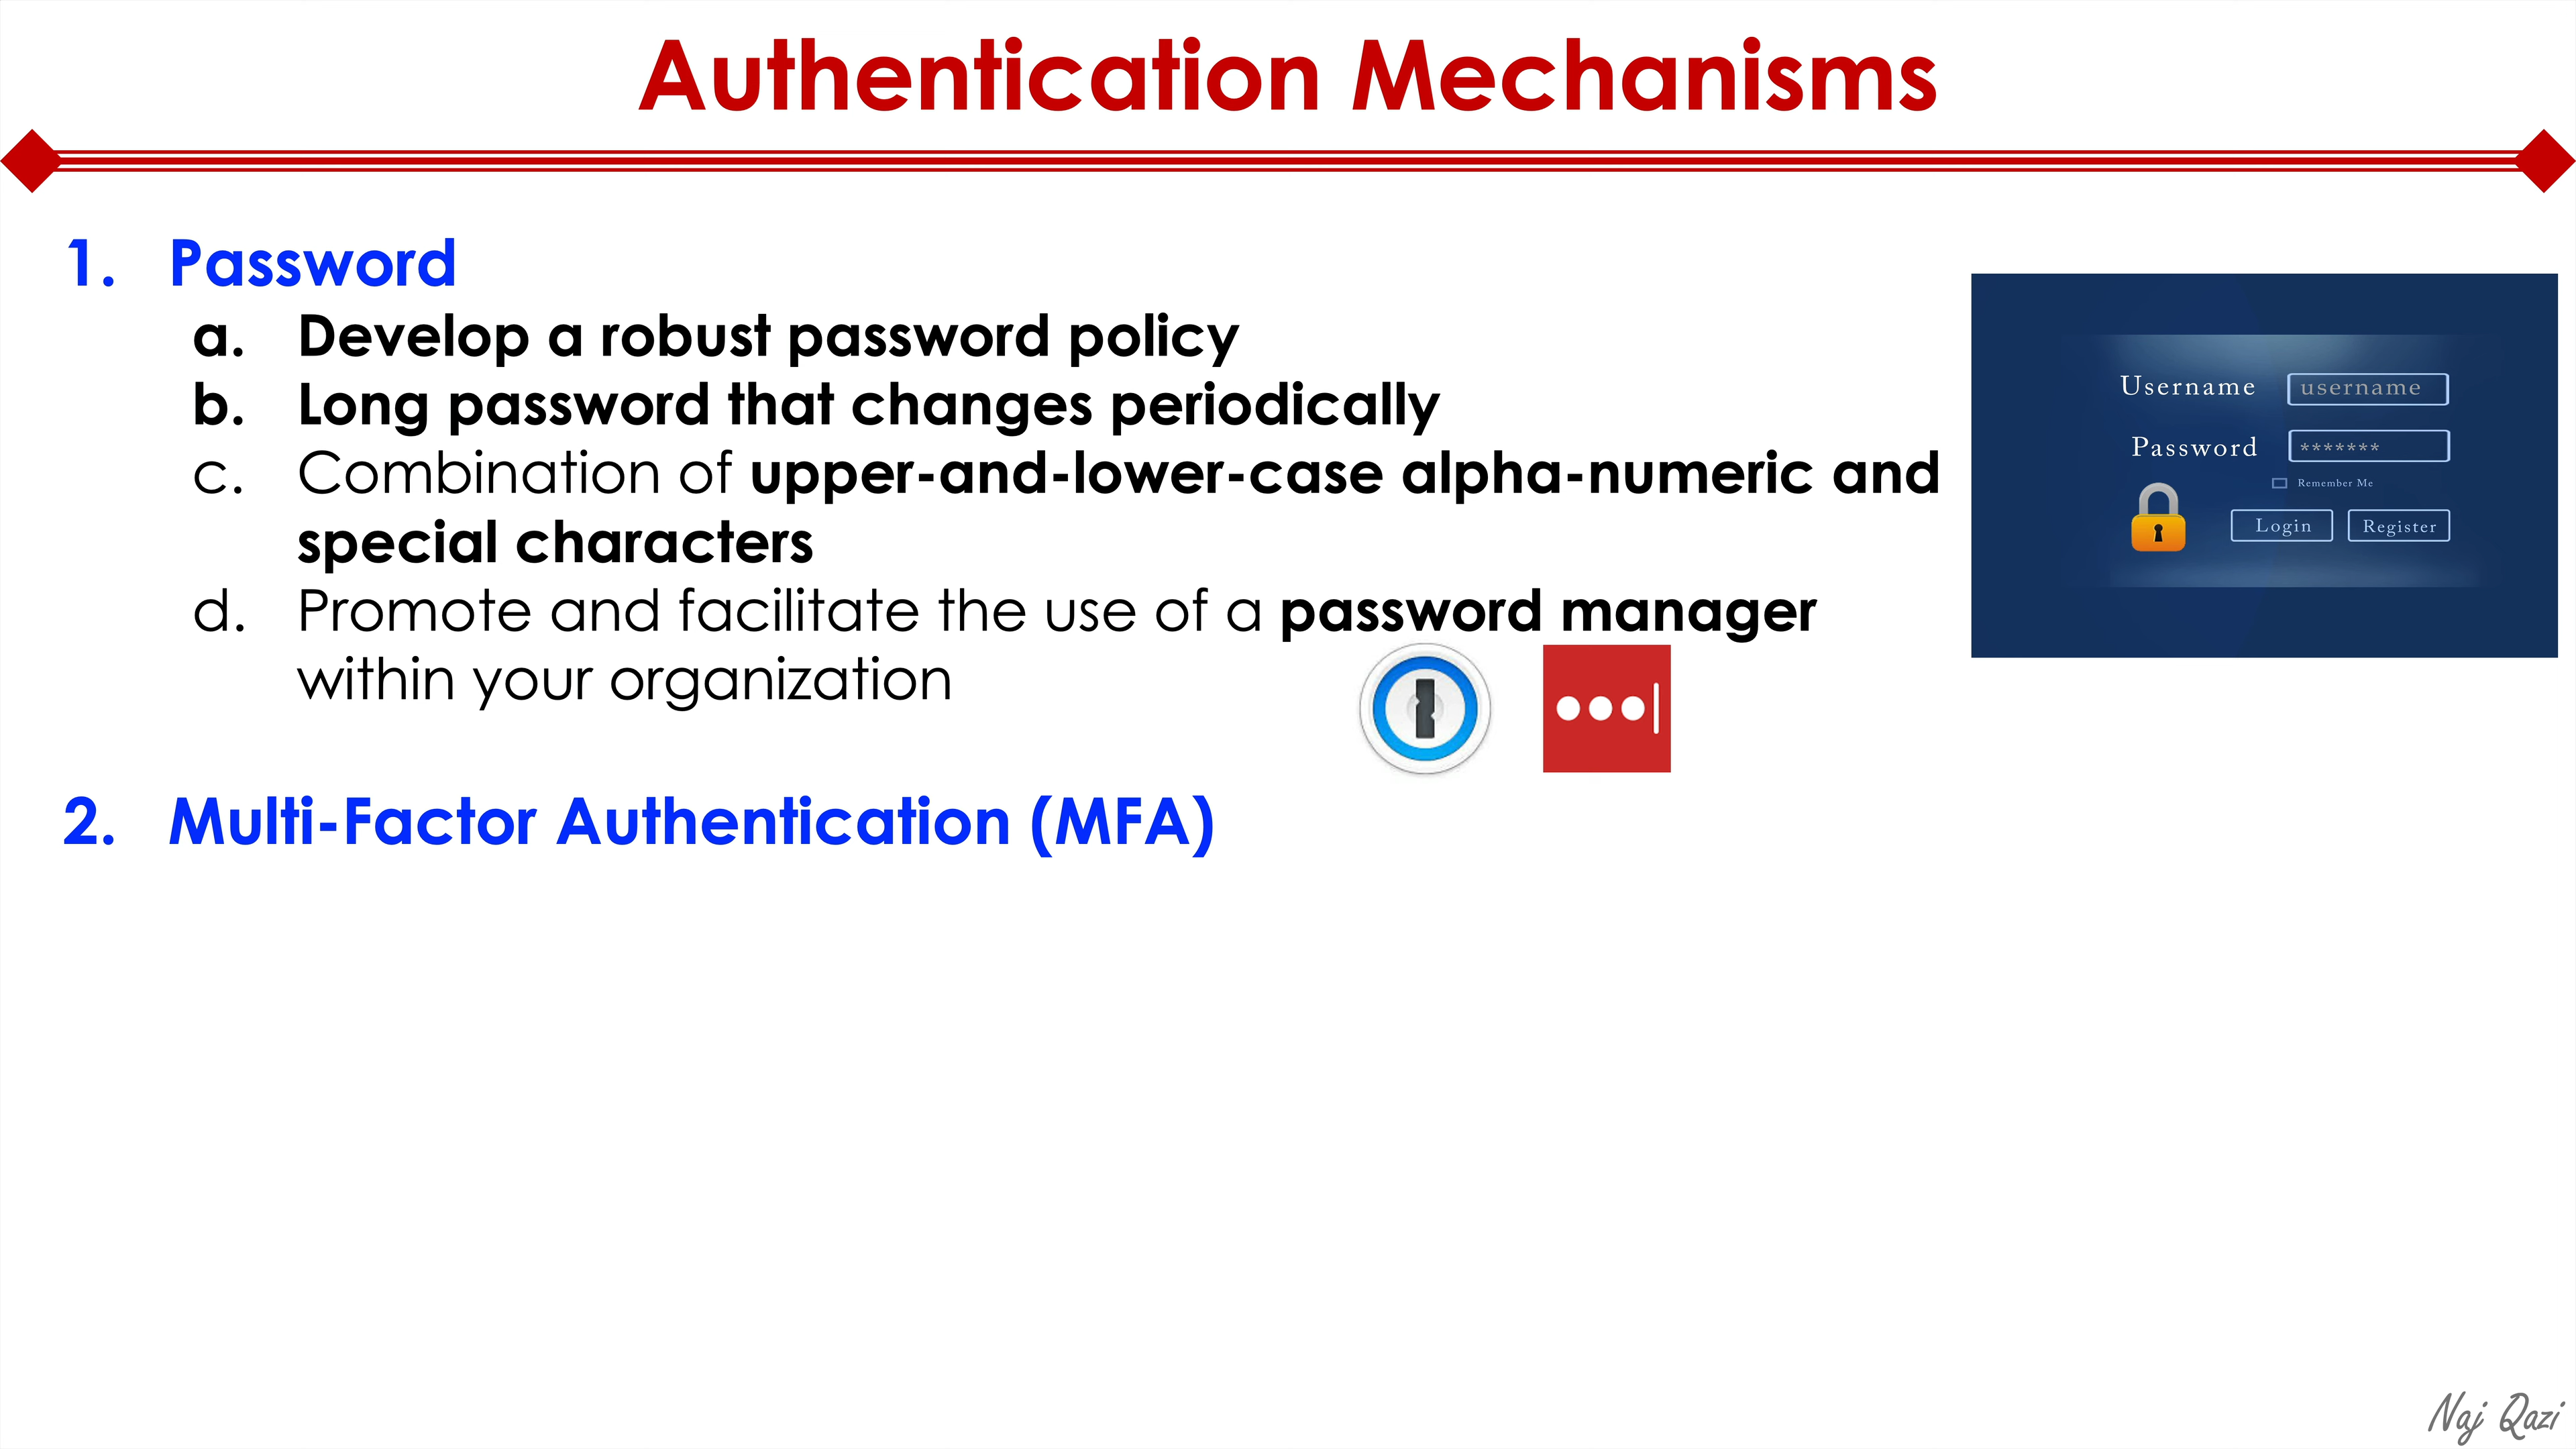 Authentication Mechanisms
1. Password
a. Develop a robust password policy
b. Long password that changes periodically
c. Combination of upper-and-lower-case alpha-numeric and
special characters
d. Promote and facilitate the use of a password manager
within your organization
2. Multi-Factor Authentication (MFA)
Username username
Password *******
Remember Me
Login Register
Naj Qazi